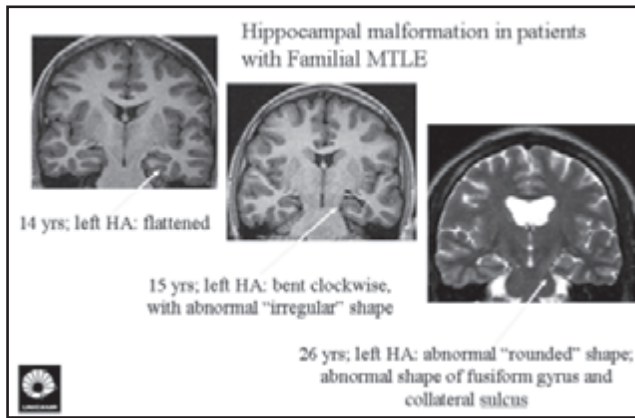 Hippocampal malformation in patients
with Familial MTLE
14 yrs; left HA: flattened
15 yrs; left HA: bent clockwise,
with abnormal “irregular” shape
26 yrs; left HA: abnormal “rounded” shape;
abnormal shape of fusiform gyrus and
collateral sulcus
UNICAMP